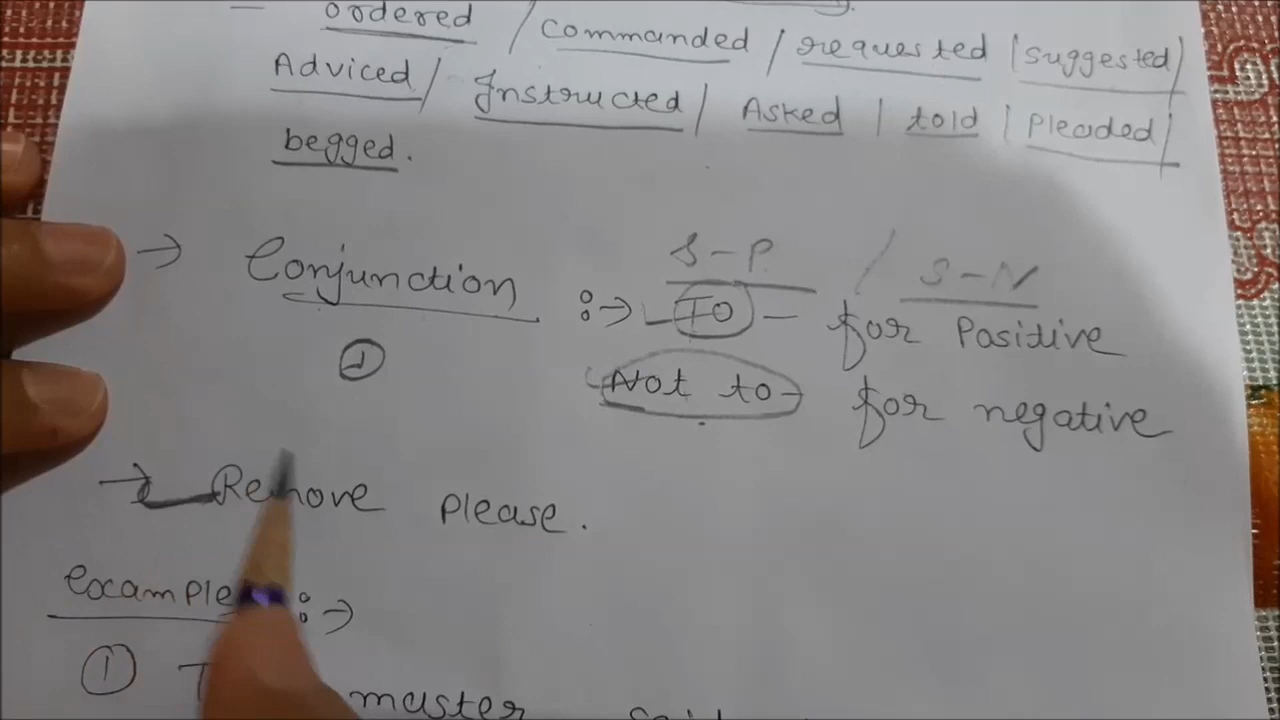 ordered / commanded / requested / suggested /
Adviced / Instructed / Asked / told / Pleaded /
begged.
S-P / S-N
→ Conjunction :→ TO – for Positive
① Not to – for negative
→ Remove please.
example :→
① master